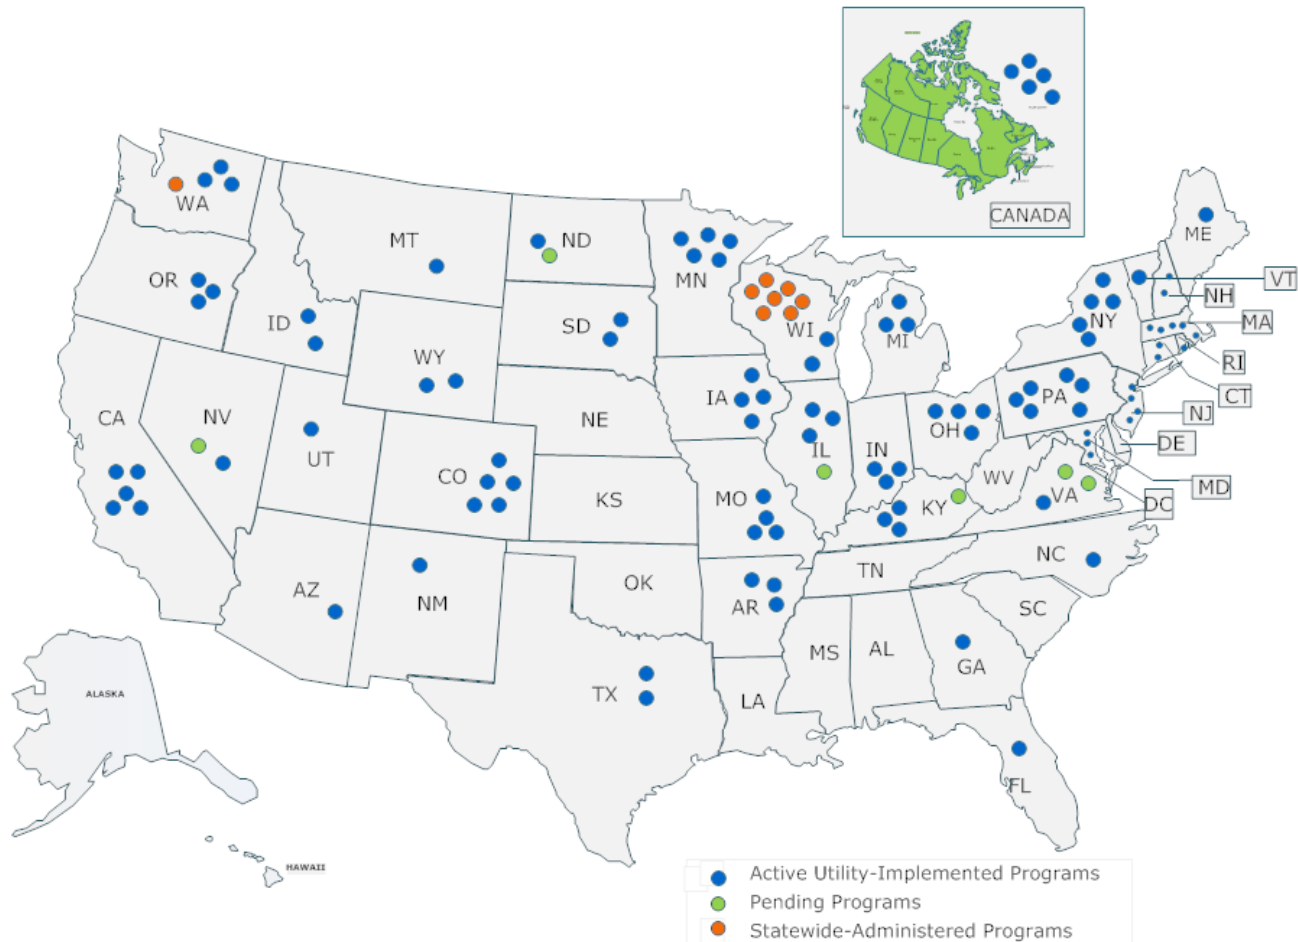 CANADA
WA
MT
ND
MN
ME
OR
VT
NH
ID
SD
WI
MI
NY
MA
WY
RI
IA
PA
CT
CA
NV
NE
OH
NJ
UT
CO
IL
IN
DE
KS
MO
WV
MD
KY
VA
DC
NC
TN
AZ
NM
OK
AR
SC
MS
AL
GA
ALASKA
TX
LA
FL
HAWAII
Active Utility-Implemented Programs
Pending Programs
Statewide-Administered Programs